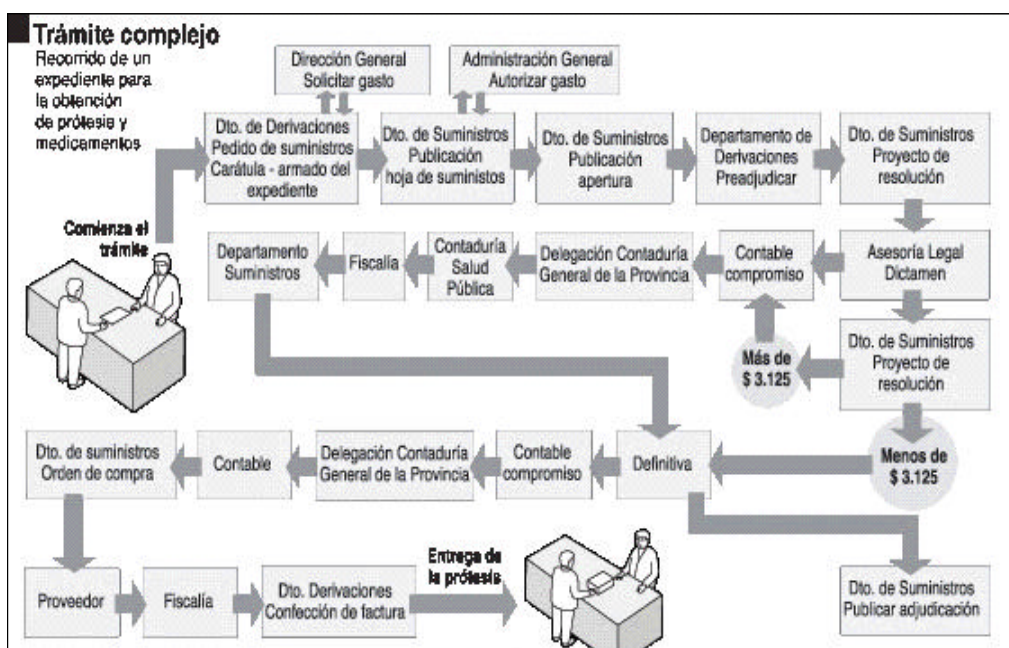 Trámite complejo
Recorrido de un
expediente para
la obtención
de prótesis y
medicamentos
Dirección General
Solicitar gasto
Administración General
Autorizar gasto
Dto. de Derivaciones
Pedido de suministros
Carátula - armado del
expediente
Dto. de Suministros
Publicación
hoja de suministos
Dto. de Suministros
Publicación
apertura
Departamento de
Derivaciones
Preadjudicar
Dto. de Suministros
Proyecto de
resolución
Comienza el
trámite
Departamento
Suministros
Fiscalía
Contaduría
Salud
Pública
Delegación Contaduría
General de la Provincia
Contable
compromiso
Asesoría Legal
Dictamen
Más de
$ 3.125
Dto. de Suministros
Proyecto de
resolución
Menos de
$ 3.125
Dto. de suministros
Orden de compra
Contable
Delegación Contaduría
General de la Provincia
Contable
compromiso
Definitiva
Proveedor
Fiscalía
Dto. Derivaciones
Confección de factura
Entrega de
la prótesis
Dto. de Suministros
Publicar adjudicación